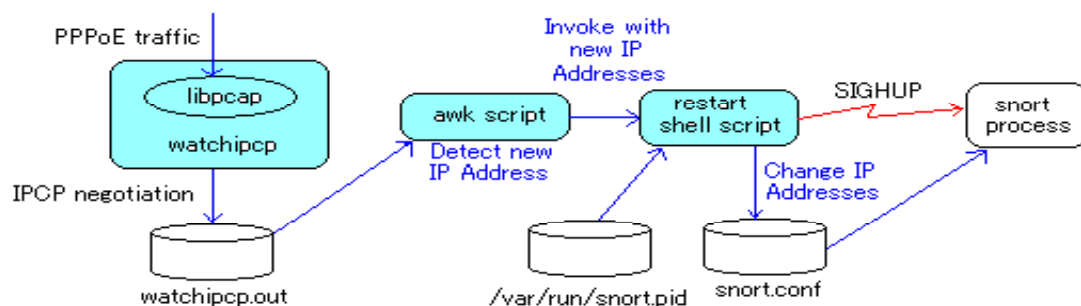 PPPoE traffic
libpcap
watchipcp
IPCP negotiation
watchipcp.out
awk script
Detect new
IP Address
Invoke with
new IP
Addresses
restart
shell script
/var/run/snort.pid
Change IP
Addresses
snort.conf
SIGHUP
snort
process